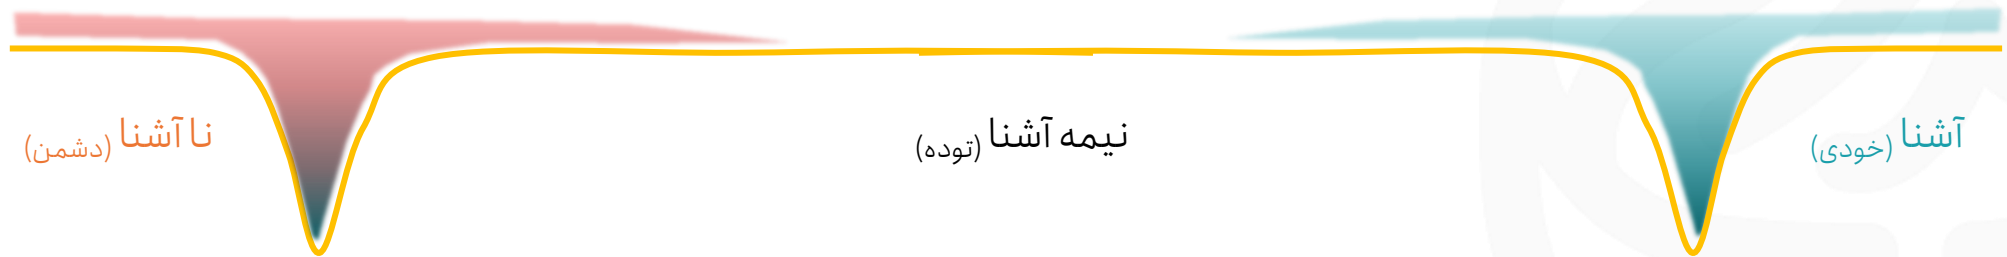 آشنا (خودی)
نیمه آشنا (توده)
نا آشنا (دشمن)